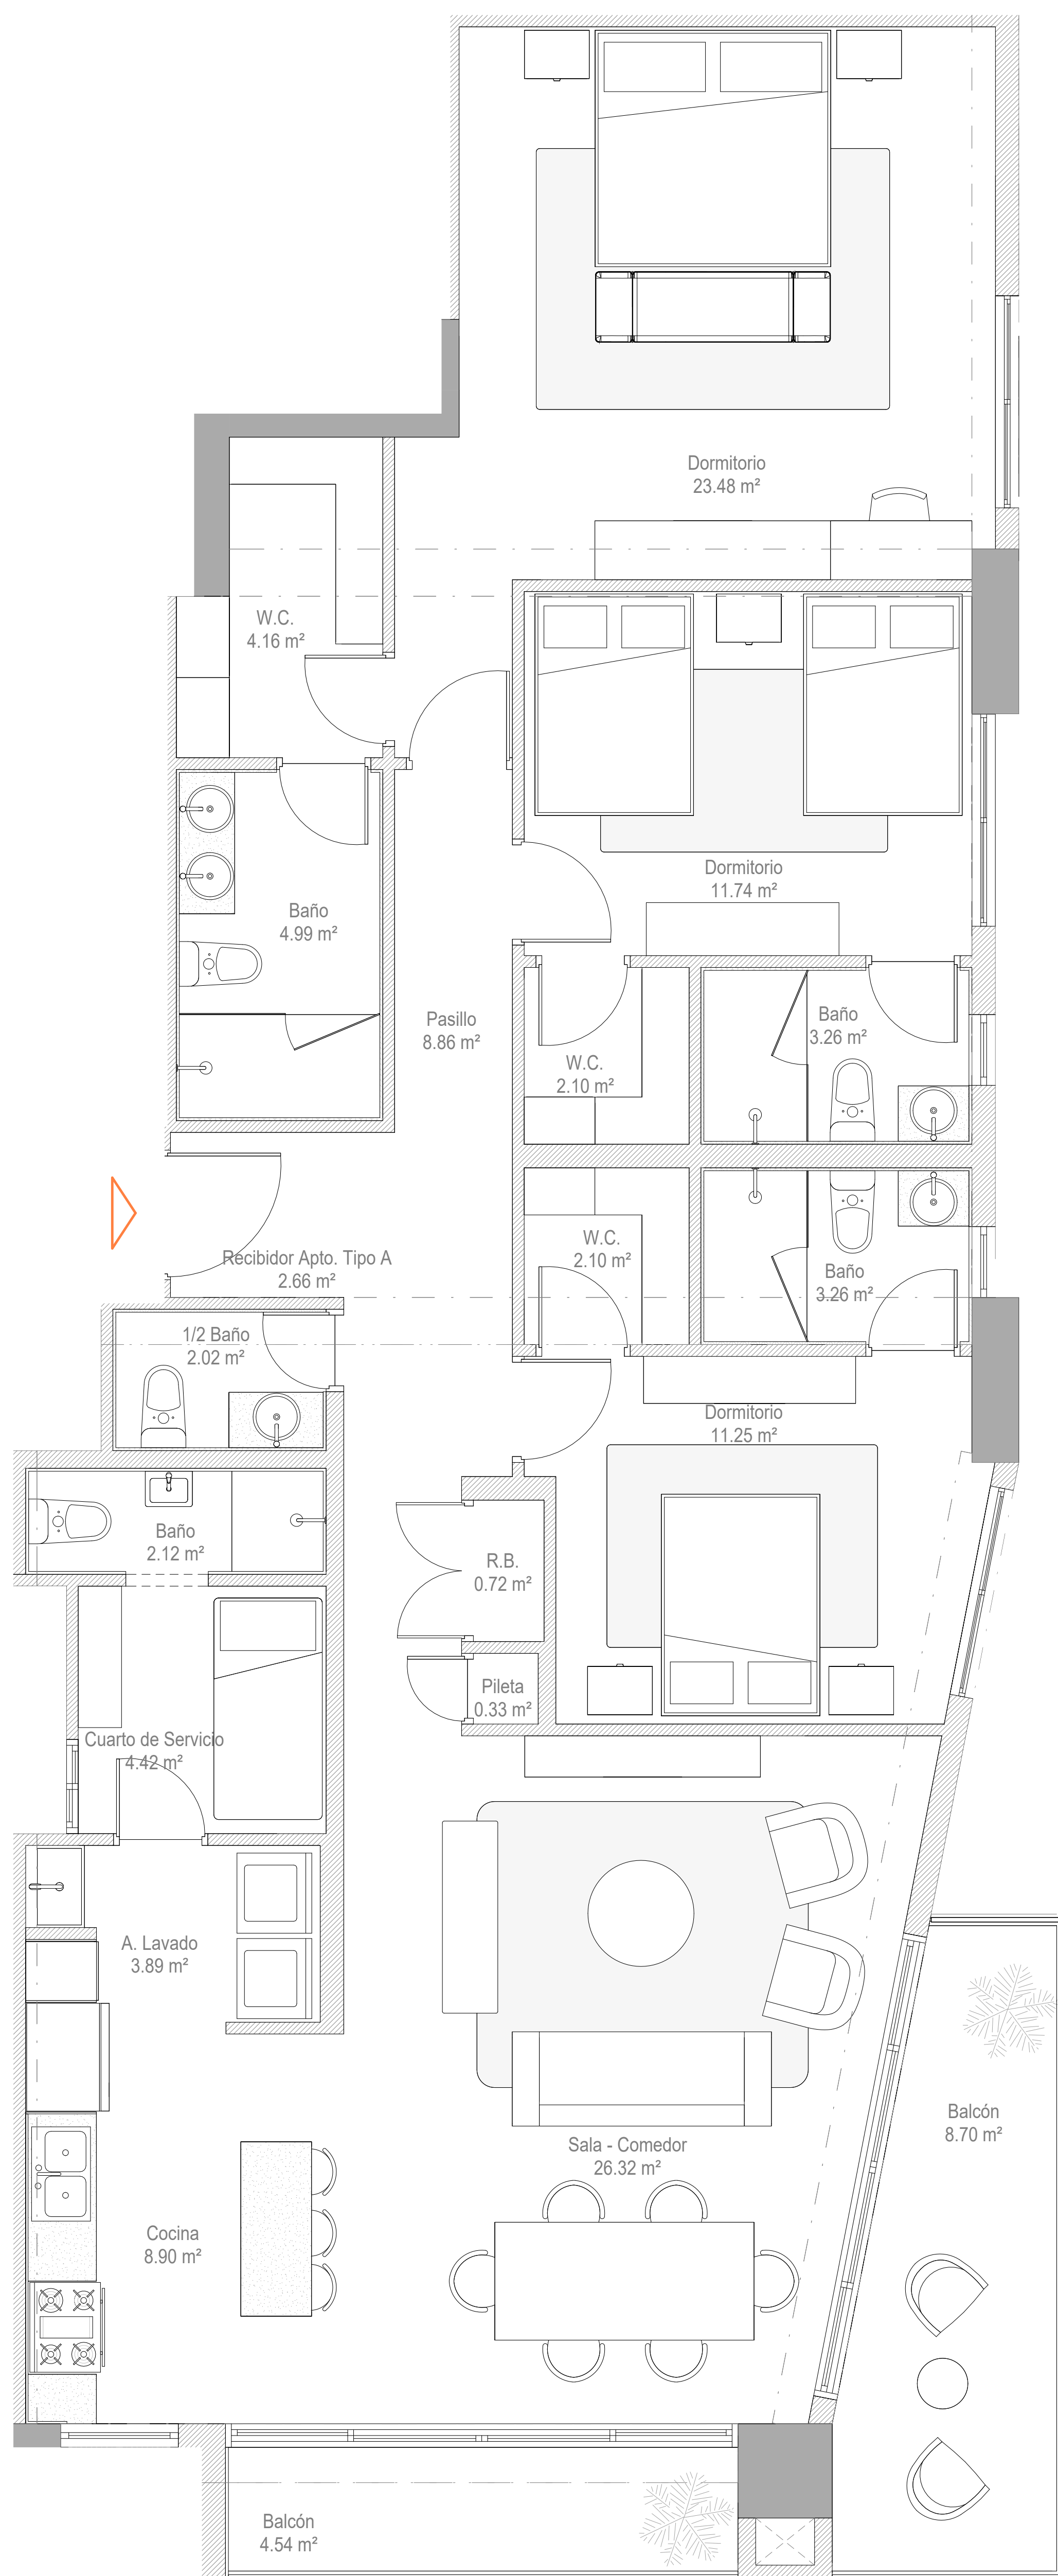 Dormitorio
23.48 m²
W.C.
4.16 m²
Dormitorio
11.74 m²
Baño
4.99 m²
Pasillo
8.86 m²
Baño
3.26 m²
W.C.
2.10 m²
W.C.
2.10 m²
Baño
3.26 m²
Recibidor Apto. Tipo A
2.66 m²
1/2 Baño
2.02 m²
Dormitorio
11.25 m²
Baño
2.12 m²
R.B.
0.72 m²
Pileta
0.33 m²
Cuarto de Servicio
4.42 m²
A. Lavado
3.89 m²
Balcón
8.70 m²
Sala - Comedor
26.32 m²
Cocina
8.90 m²
Balcón
4.54 m²